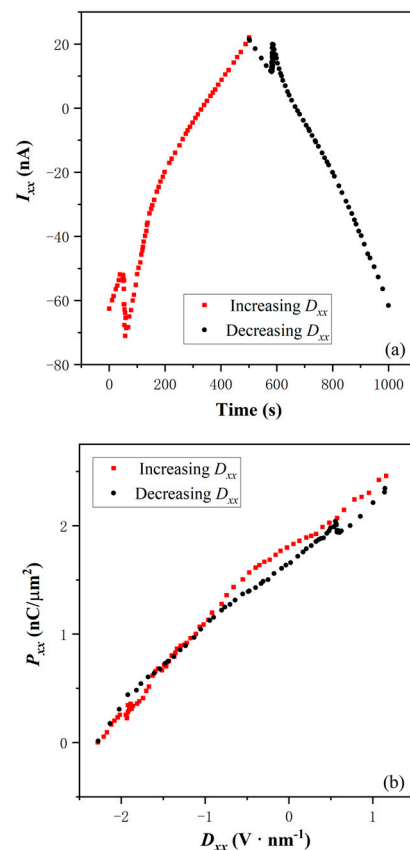 20
0
-20
-40
-60
-80
I_xx (nA)
Increasing D_xx
Decreasing D_xx
(a)
0 200 400 600 800 1000
Time (s)
Increasing D_xx
Decreasing D_xx
2
1
0
P_xx (nC/μm²)
(b)
-2 -1 0 1
D_xx (V · nm⁻¹)